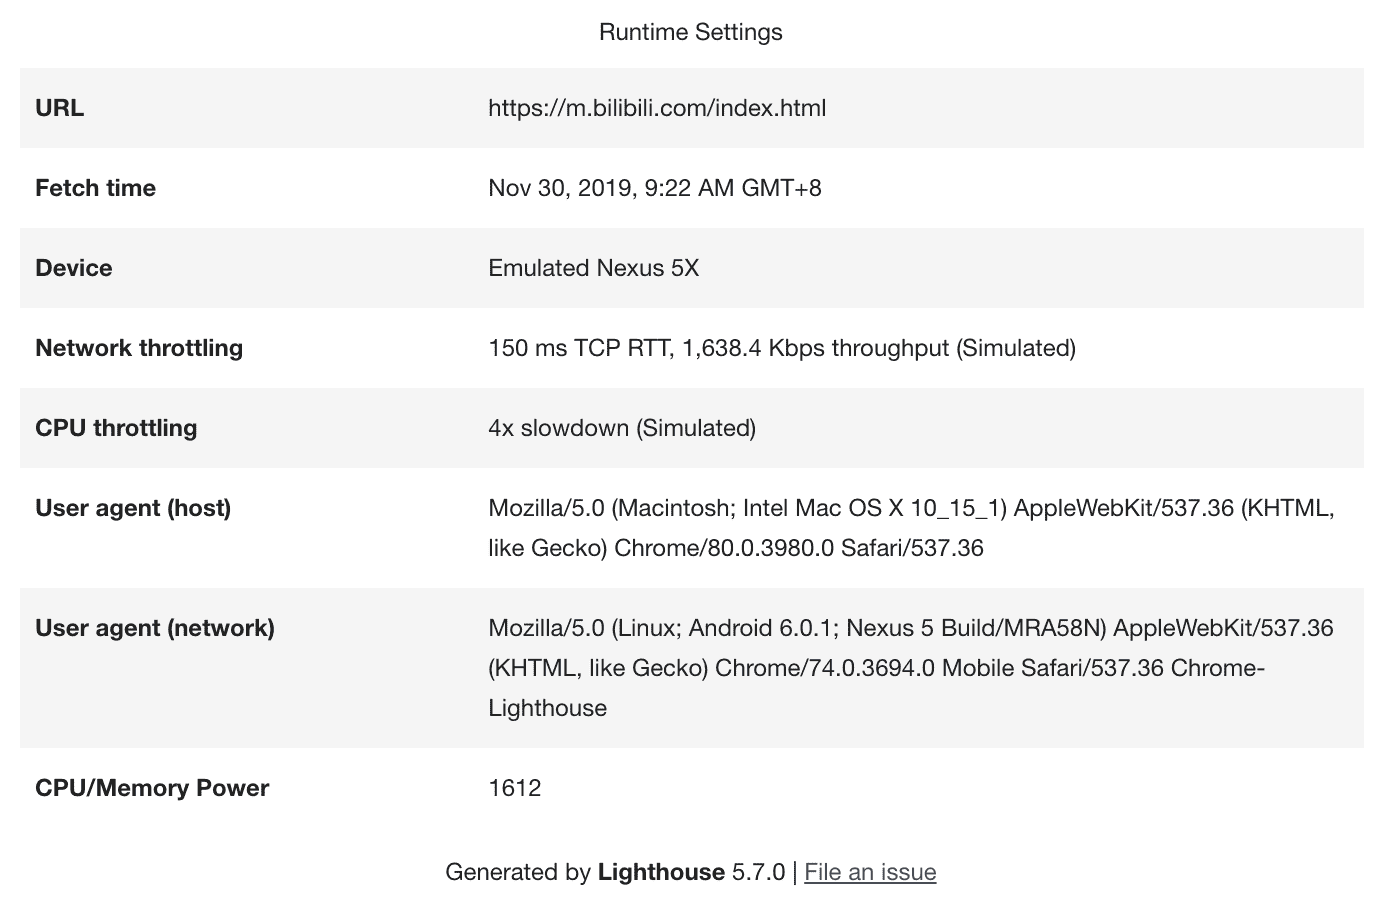 Runtime Settings
URL https://m.bilibili.com/index.html
Fetch time Nov 30, 2019, 9:22 AM GMT+8
Device Emulated Nexus 5X
Network throttling 150 ms TCP RTT, 1,638.4 Kbps throughput (Simulated)
CPU throttling 4x slowdown (Simulated)
User agent (host) Mozilla/5.0 (Macintosh; Intel Mac OS X 10_15_1) AppleWebKit/537.36 (KHTML,
like Gecko) Chrome/80.0.3980.0 Safari/537.36
User agent (network) Mozilla/5.0 (Linux; Android 6.0.1; Nexus 5 Build/MRA58N) AppleWebKit/537.36
(KHTML, like Gecko) Chrome/74.0.3694.0 Mobile Safari/537.36 Chrome-
Lighthouse
CPU/Memory Power 1612
Generated by Lighthouse 5.7.0 | File an issue